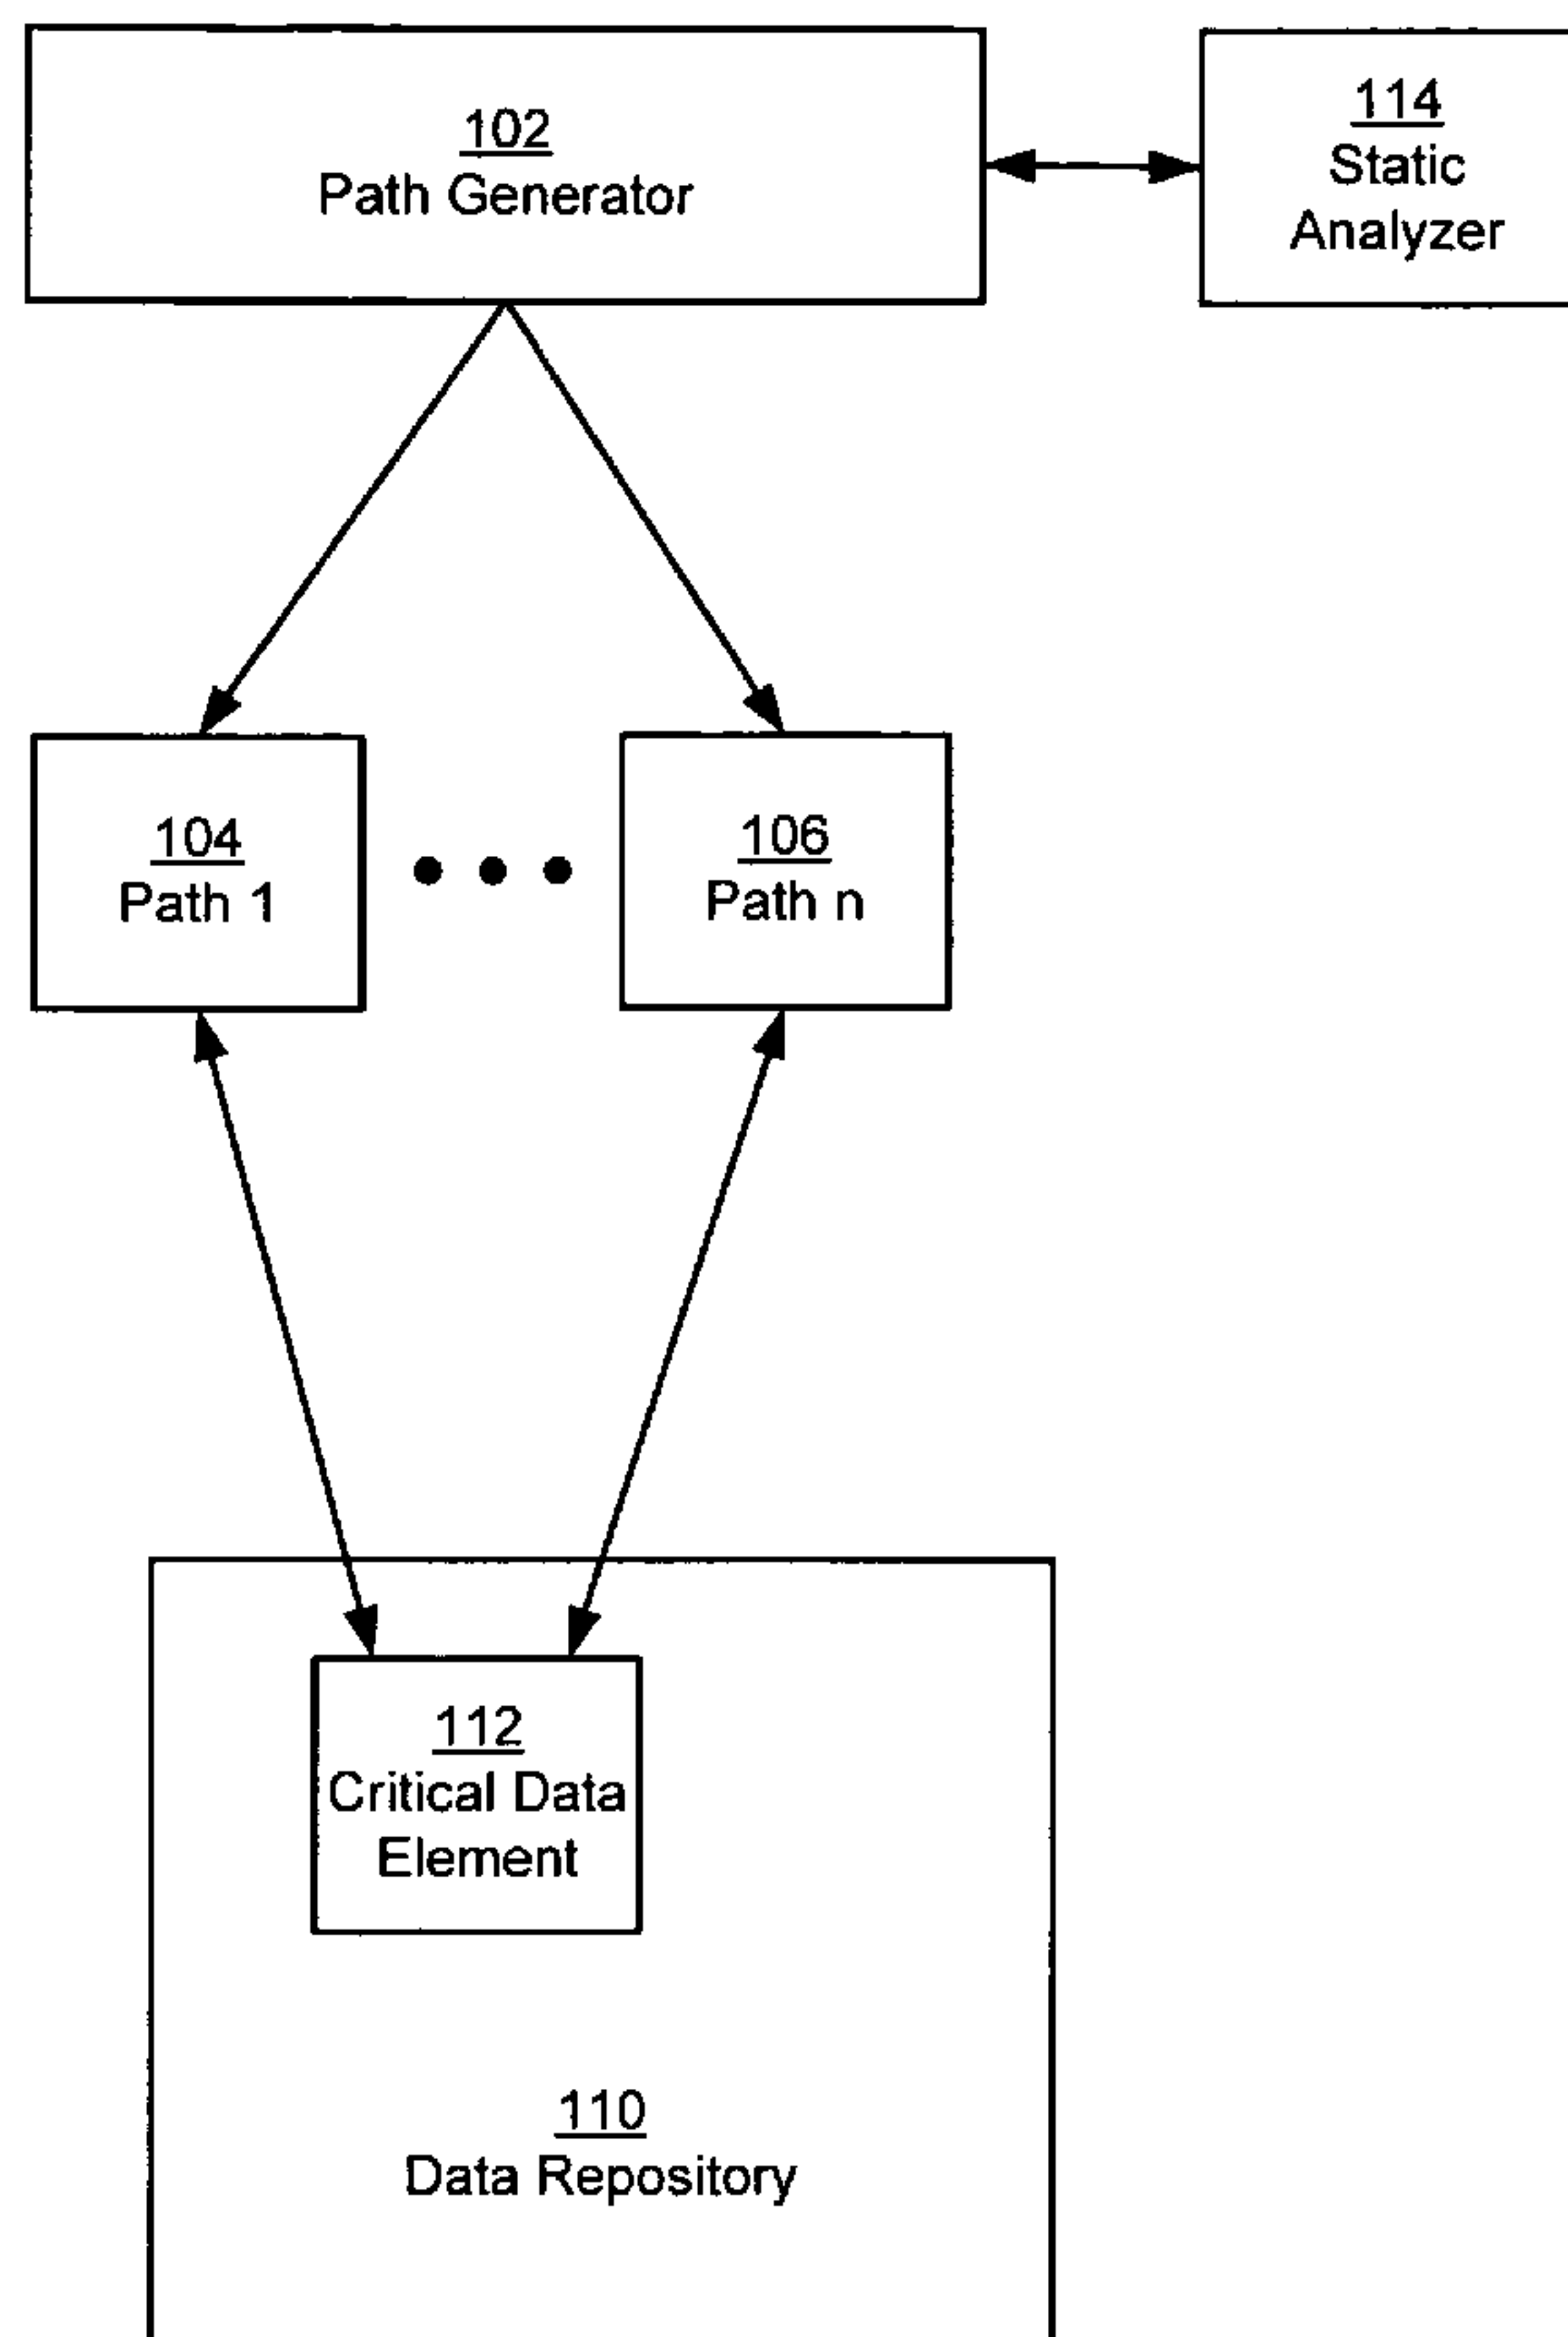 102
Path Generator
114
Static
Analyzer
104
Path 1
106
Path n
112
Critical Data
Element
110
Data Repository